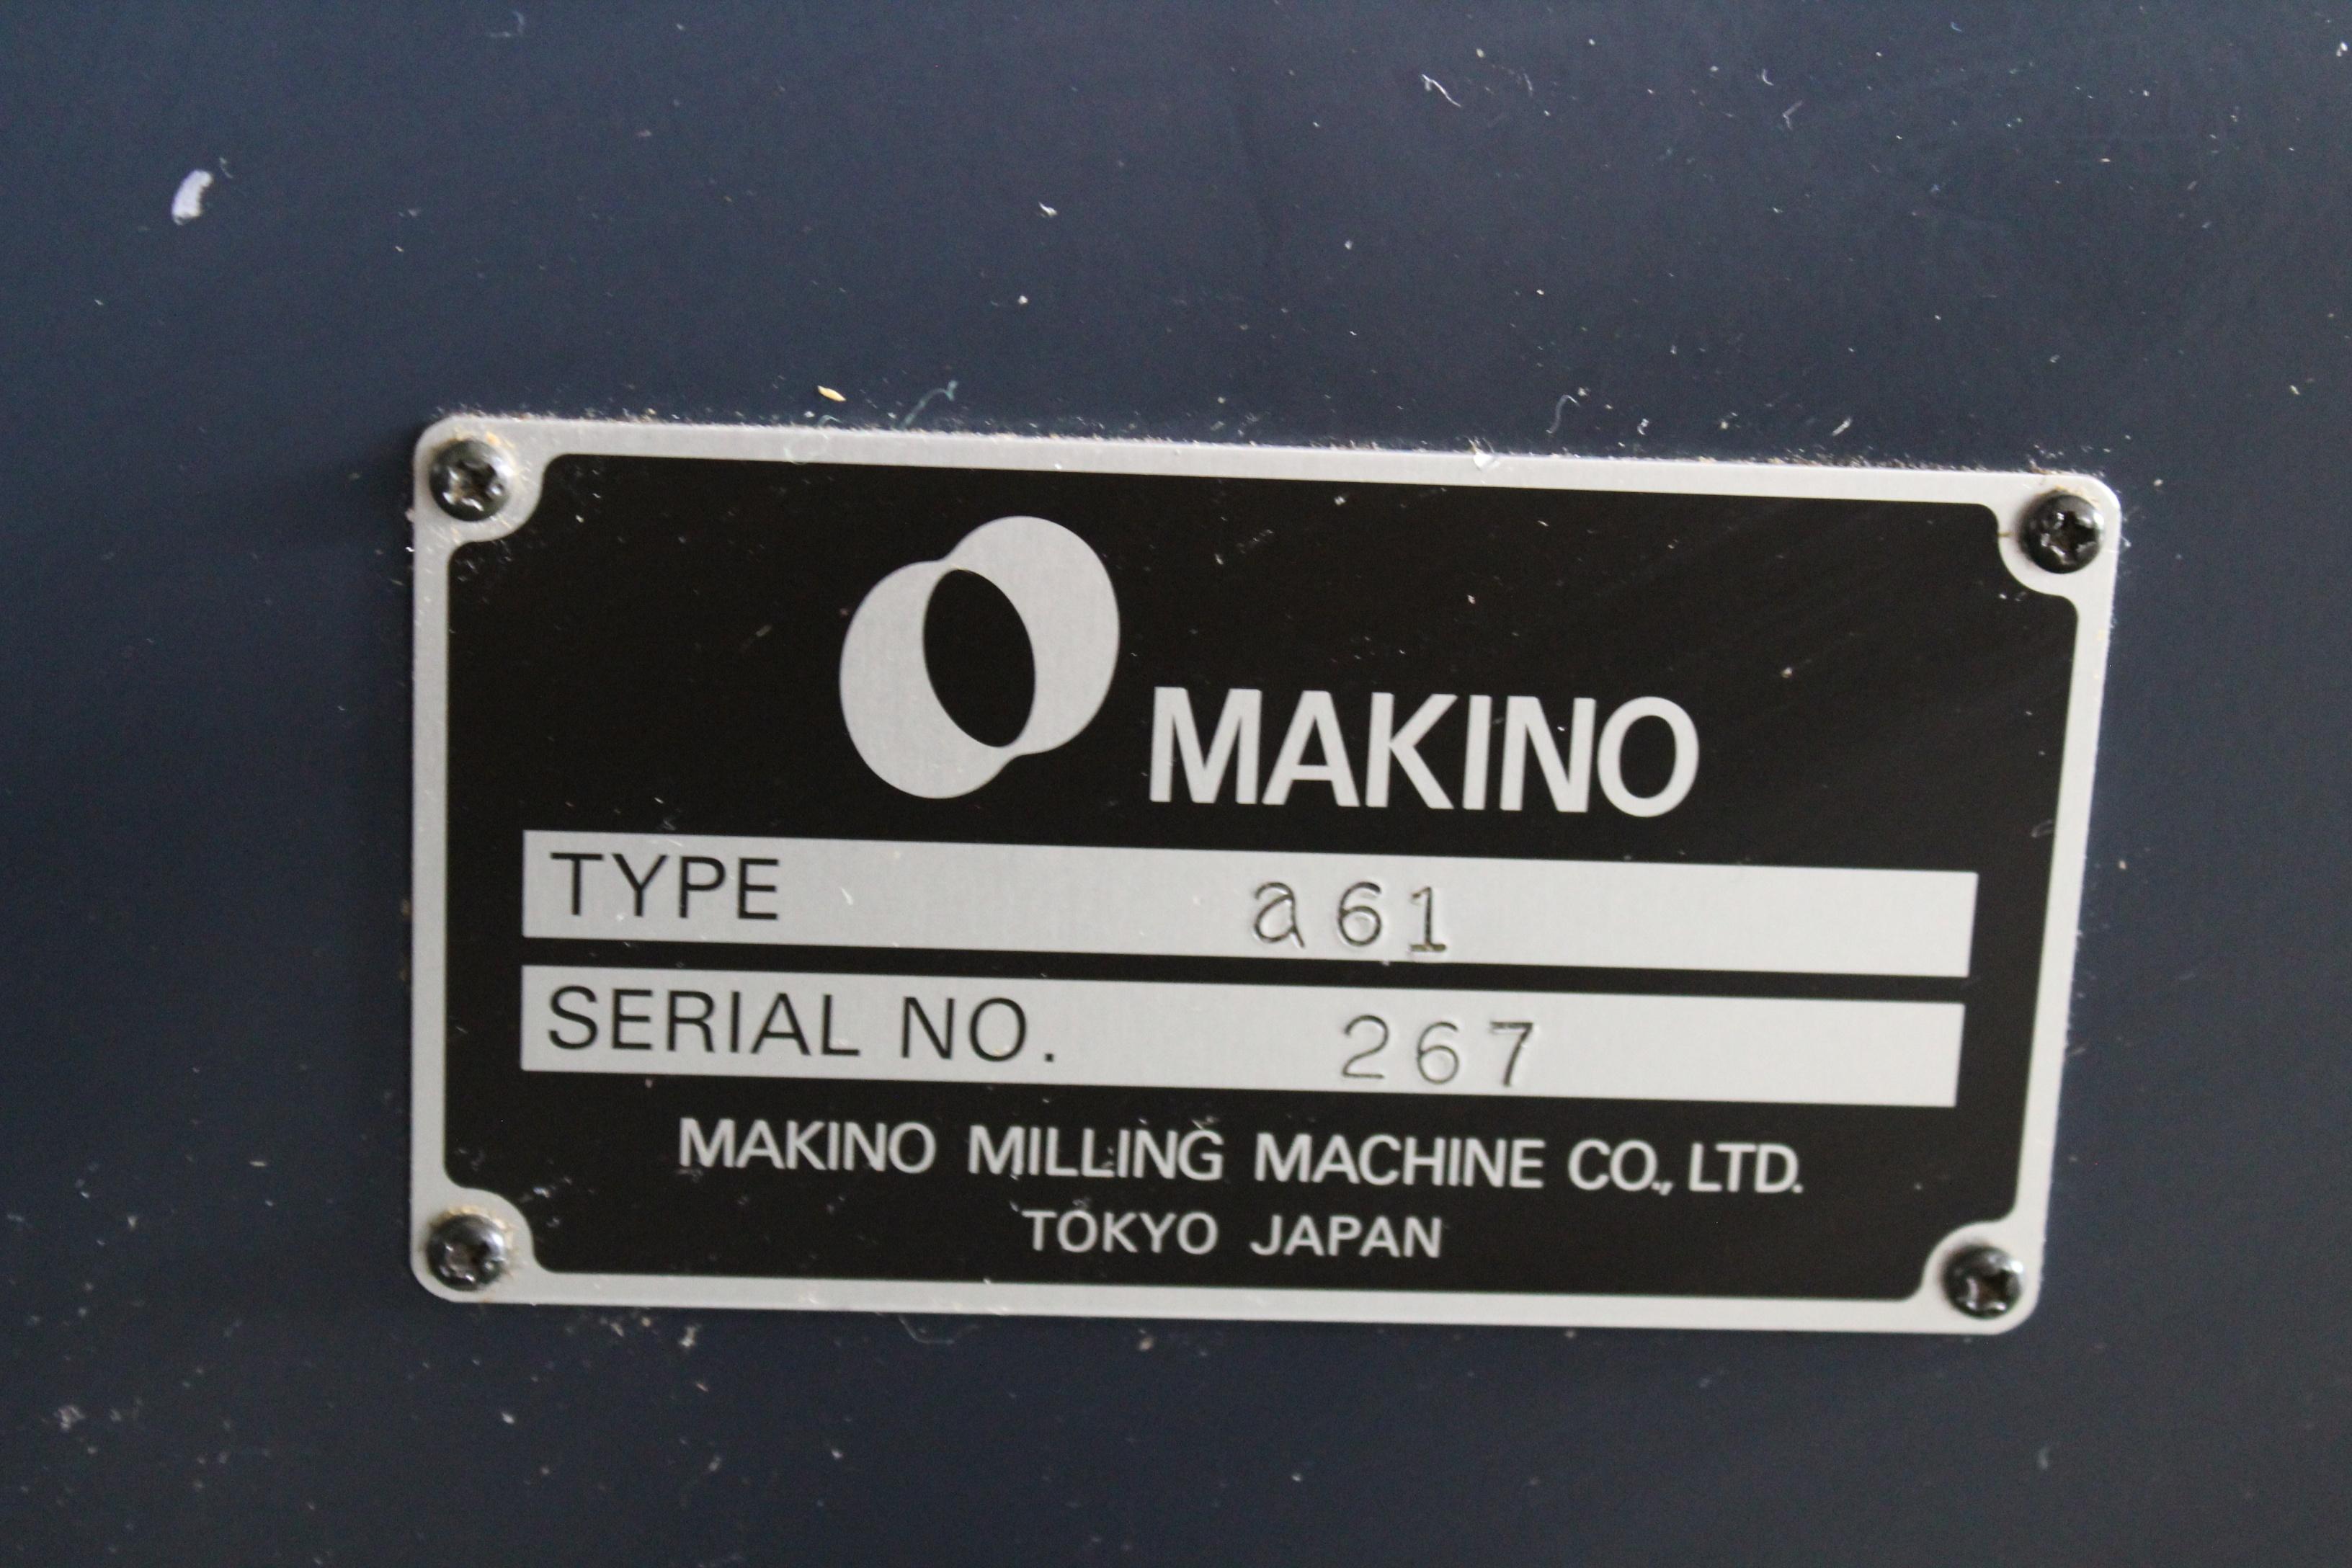 MAKINO
TYPE a61
SERIAL NO. 267
MAKINO MILLING MACHINE CO., LTD.
TOKYO JAPAN